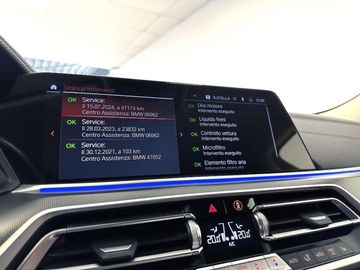 Storico interventi
R.STELLA
OK Service:
Il 15.07.2024, a 47174 km
Centro Assistenza: BMW 06962
OK Service:
Il 28.03.2023, a 23832 km
Centro Assistenza: BMW 06962
OK Service:
Il 30.12.2021, a 103 km
Centro Assistenza: BMW 41052
OK Olio motore
Intervento eseguito
OK Liquido freni
Intervento eseguito
OK Controllo vettura
Intervento eseguito
OK Microfiltro
Intervento eseguito
OK Elemento filtro aria
Intervento eseguito
A/C